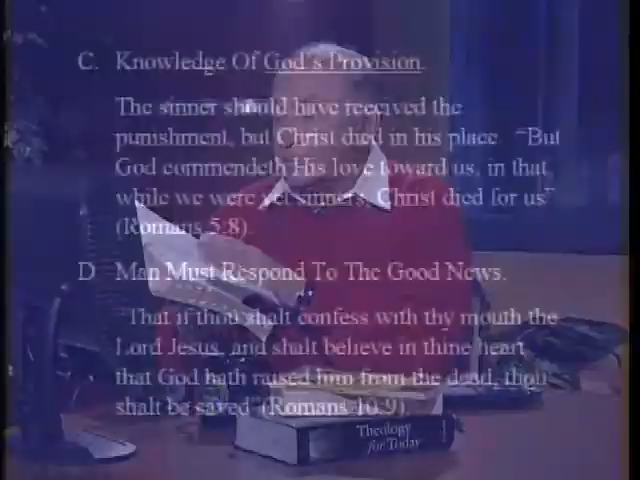 C. Knowledge Of God's Provision.
The sinner should have received the
punishment, but Christ died in his place. "But
God commendeth His love toward us, in that,
while we were yet sinners, Christ died for us"
(Romans 5:8).
D Man Must Respond To The Good News.
"That if thou shalt confess with thy mouth the
Lord Jesus, and shalt believe in thine heart
that God hath raised him from the dead, thou
shalt be saved" (Romans 10:9).
Theology
for Today